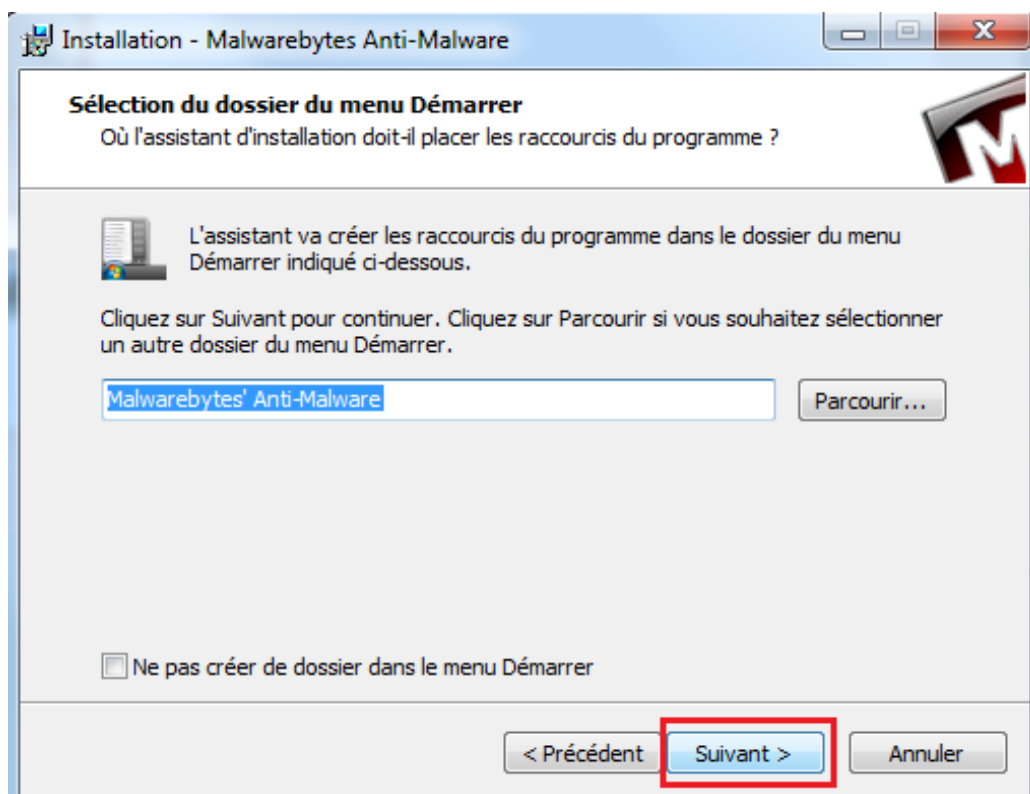 Installation - Malwarebytes Anti-Malware
Sélection du dossier du menu Démarrer
Où l'assistant d'installation doit-il placer les raccourcis du programme ?
L'assistant va créer les raccourcis du programme dans le dossier du menu
Démarrer indiqué ci-dessous.
Cliquez sur Suivant pour continuer. Cliquez sur Parcourir si vous souhaitez sélectionner
un autre dossier du menu Démarrer.
Malwarebytes' Anti-Malware
Parcourir...
Ne pas créer de dossier dans le menu Démarrer
< Précédent
Suivant >
Annuler